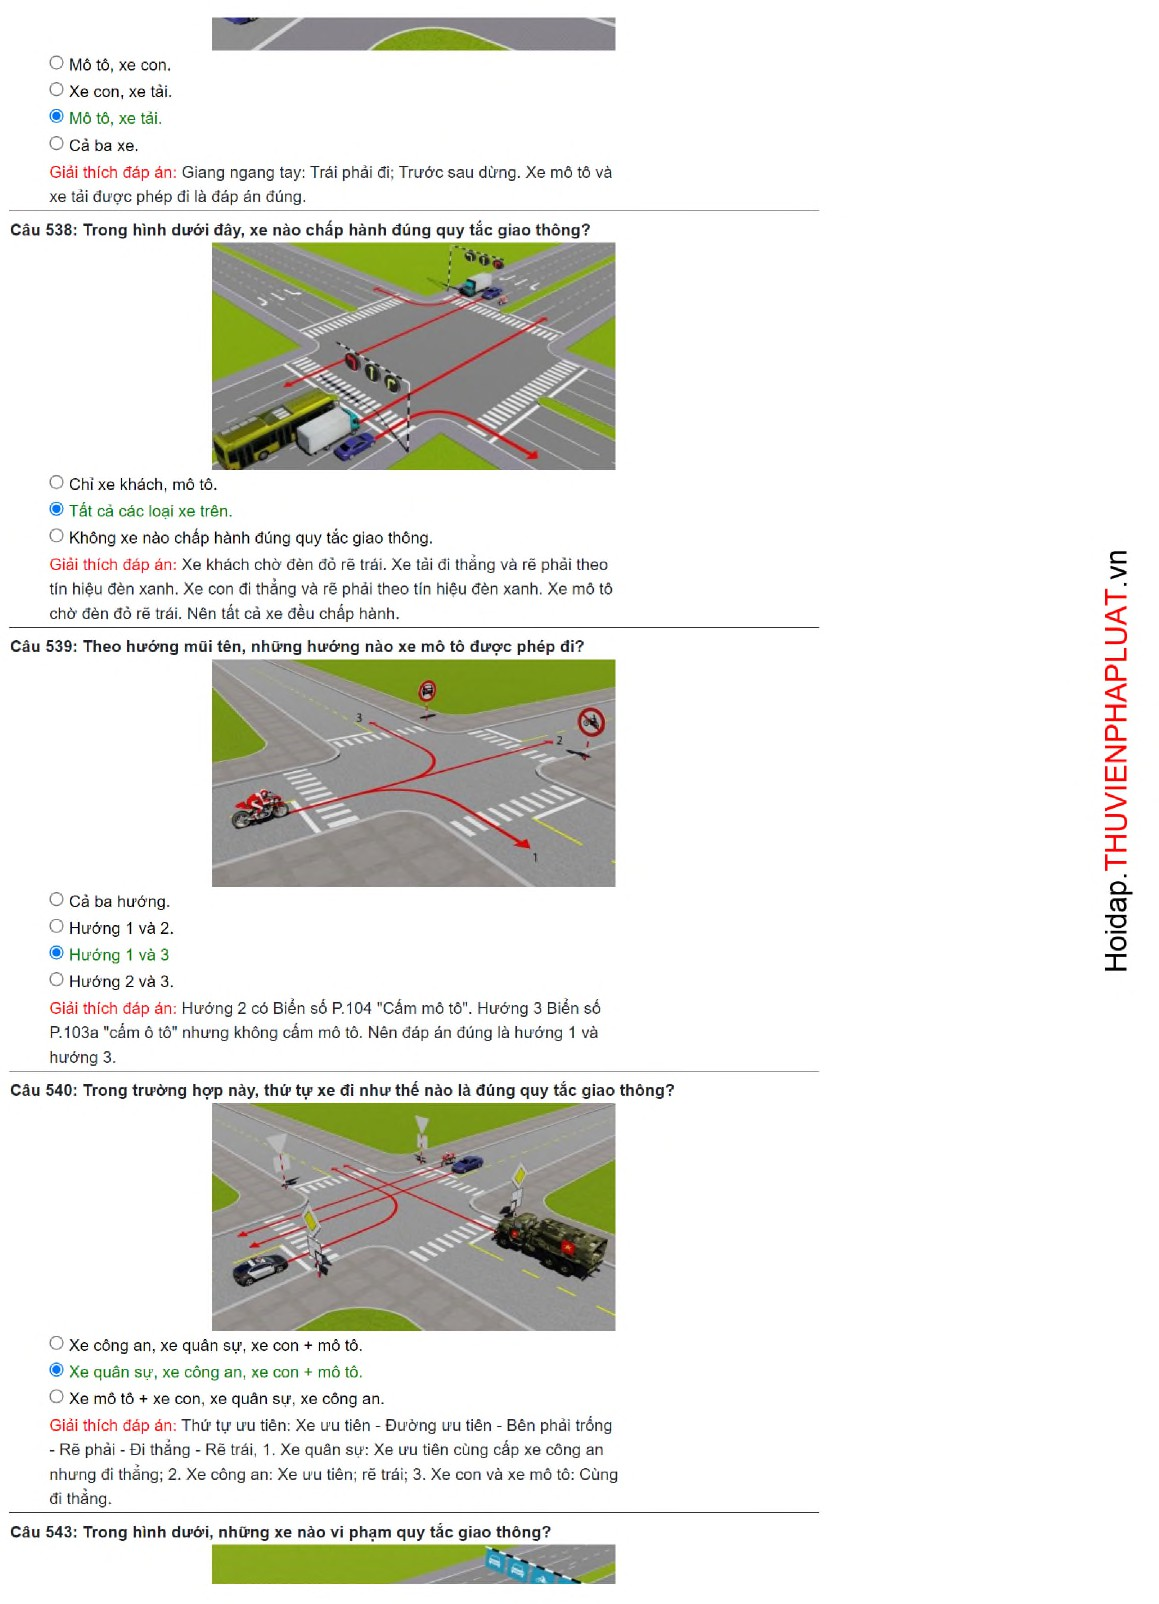 Mô tô, xe con.
Xe con, xe tải.
Mô tô, xe tải.
Cả ba xe.
Giải thích đáp án: Giang ngang tay: Trái phải đi; Trước sau dừng. Xe mô tô và
xe tải được phép đi là đáp án đúng.
Câu 538: Trong hình dưới đây, xe nào chấp hành đúng quy tắc giao thông?
Chỉ xe khách, mô tô.
Tất cả các loại xe trên.
Không xe nào chấp hành đúng quy tắc giao thông.
Giải thích đáp án: Xe khách chờ đèn đỏ rẽ trái. Xe tải đi thẳng và rẽ phải theo
tín hiệu đèn xanh. Xe con đi thẳng và rẽ phải theo tín hiệu đèn xanh. Xe mô tô
chờ đèn đỏ rẽ trái. Nên tất cả xe đều chấp hành.
Câu 539: Theo hướng mũi tên, những hướng nào xe mô tô được phép đi?
3
2
1
Cả ba hướng.
Hướng 1 và 2.
Hướng 1 và 3
Hướng 2 và 3.
Giải thích đáp án: Hướng 2 có Biển số P.104 "Cấm mô tô". Hướng 3 Biển số
P.103a "cấm ô tô" nhưng không cấm mô tô. Nên đáp án đúng là hướng 1 và
hướng 3.
Câu 540: Trong trường hợp này, thứ tự xe đi như thế nào là đúng quy tắc giao thông?
Xe công an, xe quân sự, xe con + mô tô.
Xe quân sự, xe công an, xe con + mô tô.
Xe mô tô + xe con, xe quân sự, xe công an.
Giải thích đáp án: Thứ tự ưu tiên: Xe ưu tiên - Đường ưu tiên - Bên phải trống
- Rẽ phải - Đi thẳng - Rẽ trái, 1. Xe quân sự: Xe ưu tiên cùng cấp xe công an
nhưng đi thẳng; 2. Xe công an: Xe ưu tiên; rẽ trái; 3. Xe con và xe mô tô: Cùng
đi thẳng.
Câu 543: Trong hình dưới, những xe nào vi phạm quy tắc giao thông?
Hoidap.THUVIENPHAPLUAT.vn